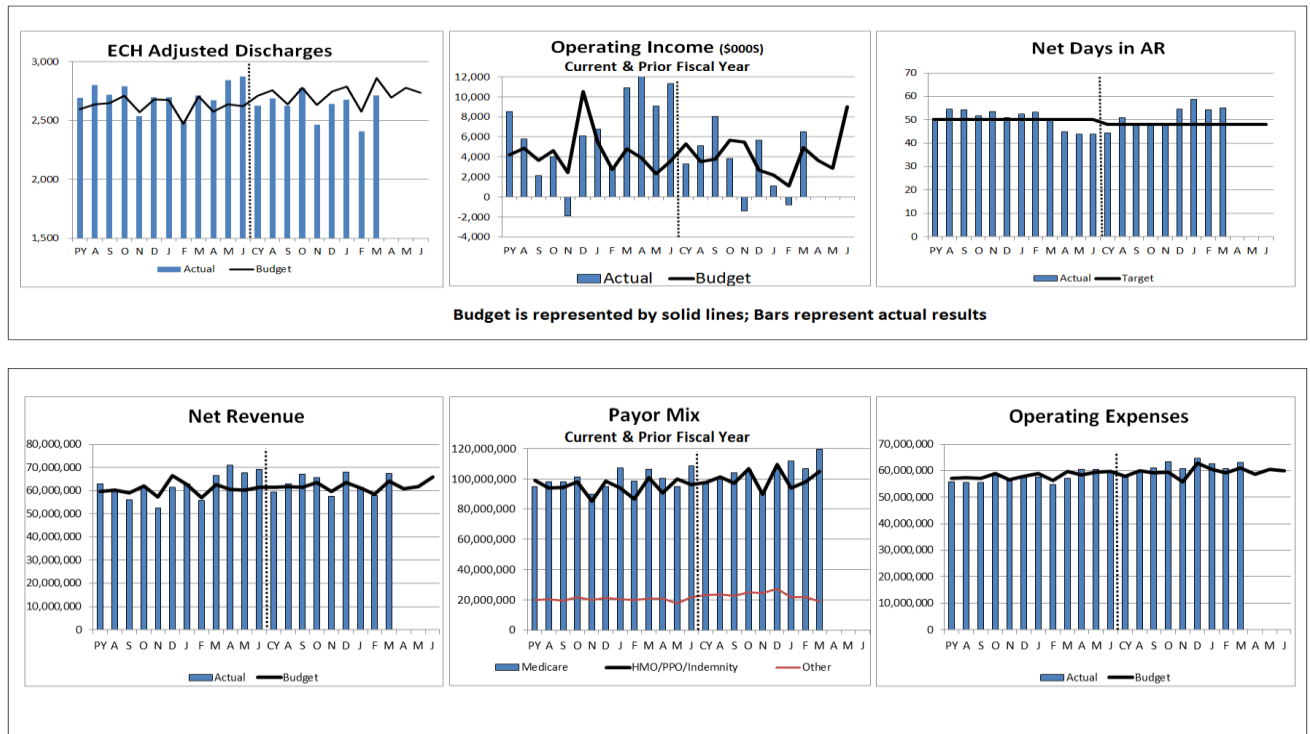 ECH Adjusted Discharges
3,000
2,500
2,000
1,500
PY A S O N D J F M A M J CY A S O N D J F M A M J
Actual Budget
Operating Income ($000s)
Current & Prior Fiscal Year
12,000
10,000
8,000
6,000
4,000
2,000
0
-2,000
-4,000
PY A S O N D J F M A M J CY A S O N D J F M A M J
Actual Budget
Net Days in AR
70
60
50
40
30
20
10
0
PY A S O N D J F M A M J CY A S O N D J F M A M J
Actual Target
Budget is represented by solid lines; Bars represent actual results
Net Revenue
80,000,000
70,000,000
60,000,000
50,000,000
40,000,000
30,000,000
20,000,000
10,000,000
0
PY A S O N D J F M A M J CY A S O N D J F M A M J
Actual Budget
Payor Mix
Current & Prior Fiscal Year
120,000,000
100,000,000
80,000,000
60,000,000
40,000,000
20,000,000
0
PY A S O N D J F M A M J CY A S O N D J F M A M J
Medicare HMO/PPO/Indemnity Other
Operating Expenses
70,000,000
60,000,000
50,000,000
40,000,000
30,000,000
20,000,000
10,000,000
0
PY A S O N D J F M A M J CY A S O N D J F M A M J
Actual Budget